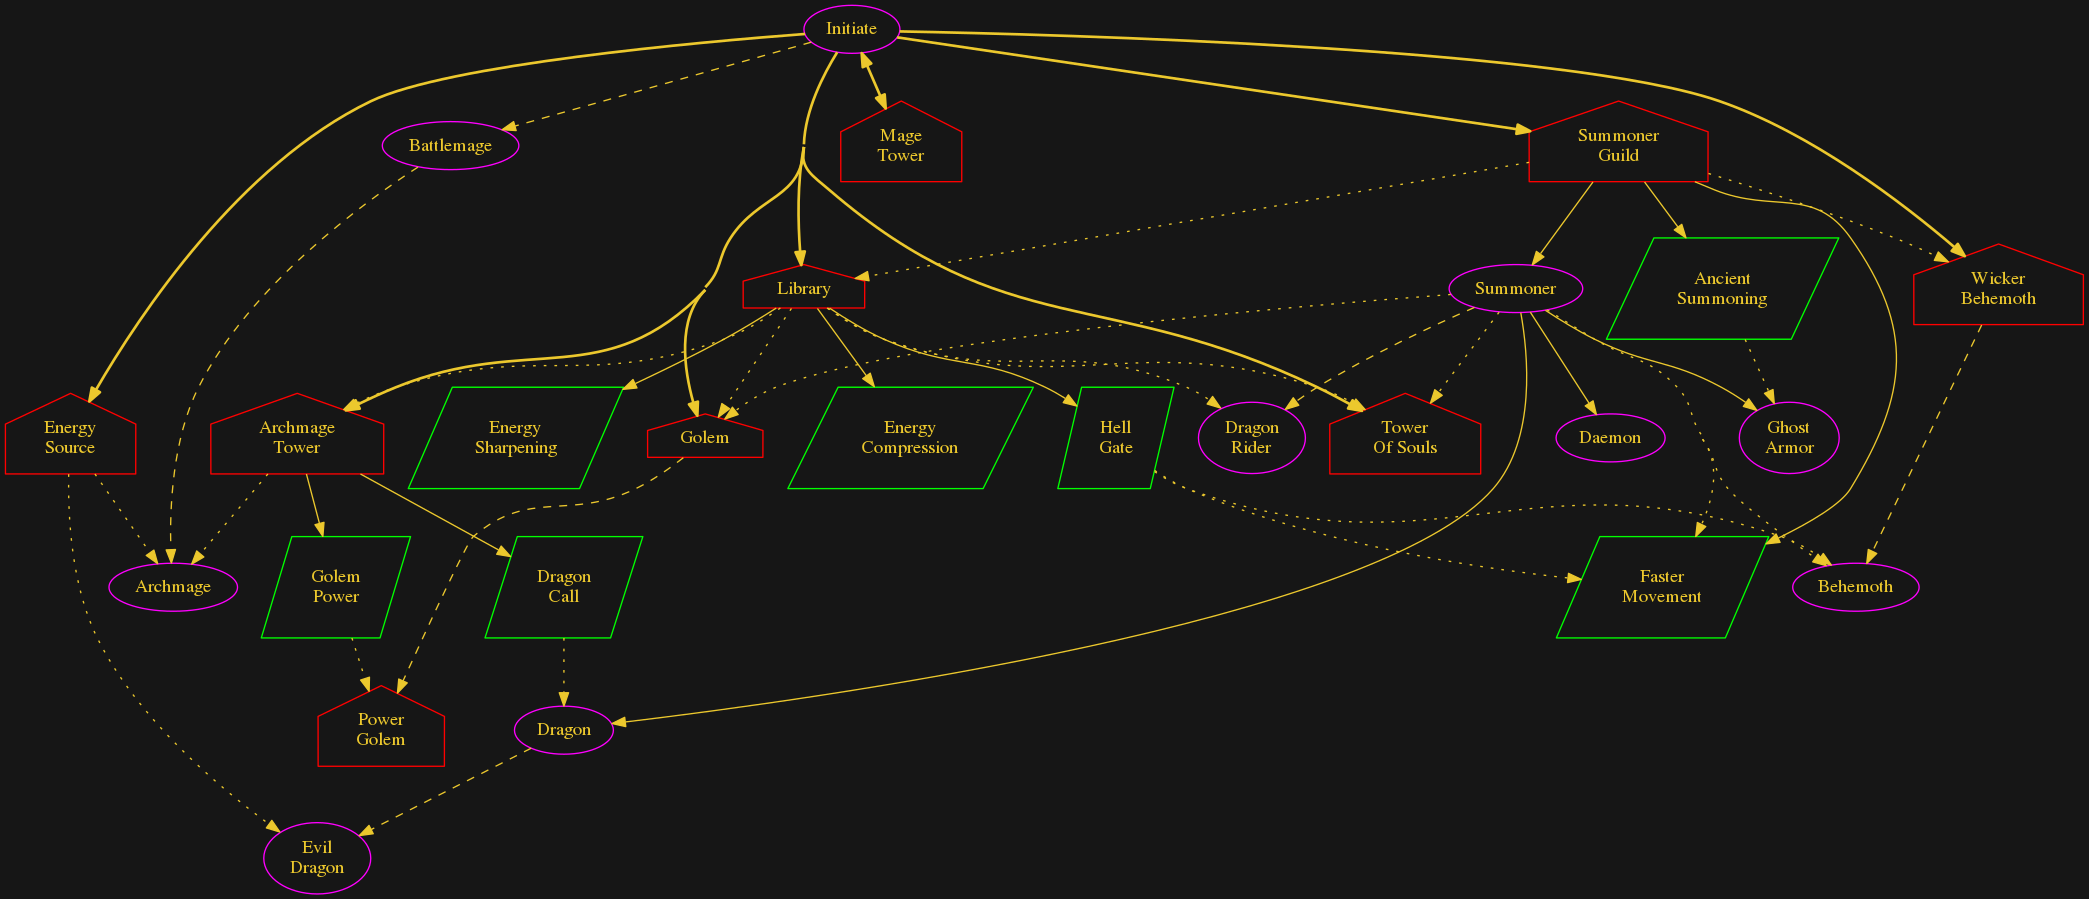 Initiate
Battlemage
Mage
Tower
Summoner
Guild
Library
Summoner
Ancient
Summoning
Wicker
Behemoth
Energy
Source
Archmage
Tower
Energy
Sharpening
Golem
Energy
Compression
Hell
Gate
Dragon
Rider
Tower
Of Souls
Daemon
Ghost
Armor
Archmage
Golem
Power
Dragon
Call
Faster
Movement
Behemoth
Power
Golem
Dragon
Evil
Dragon